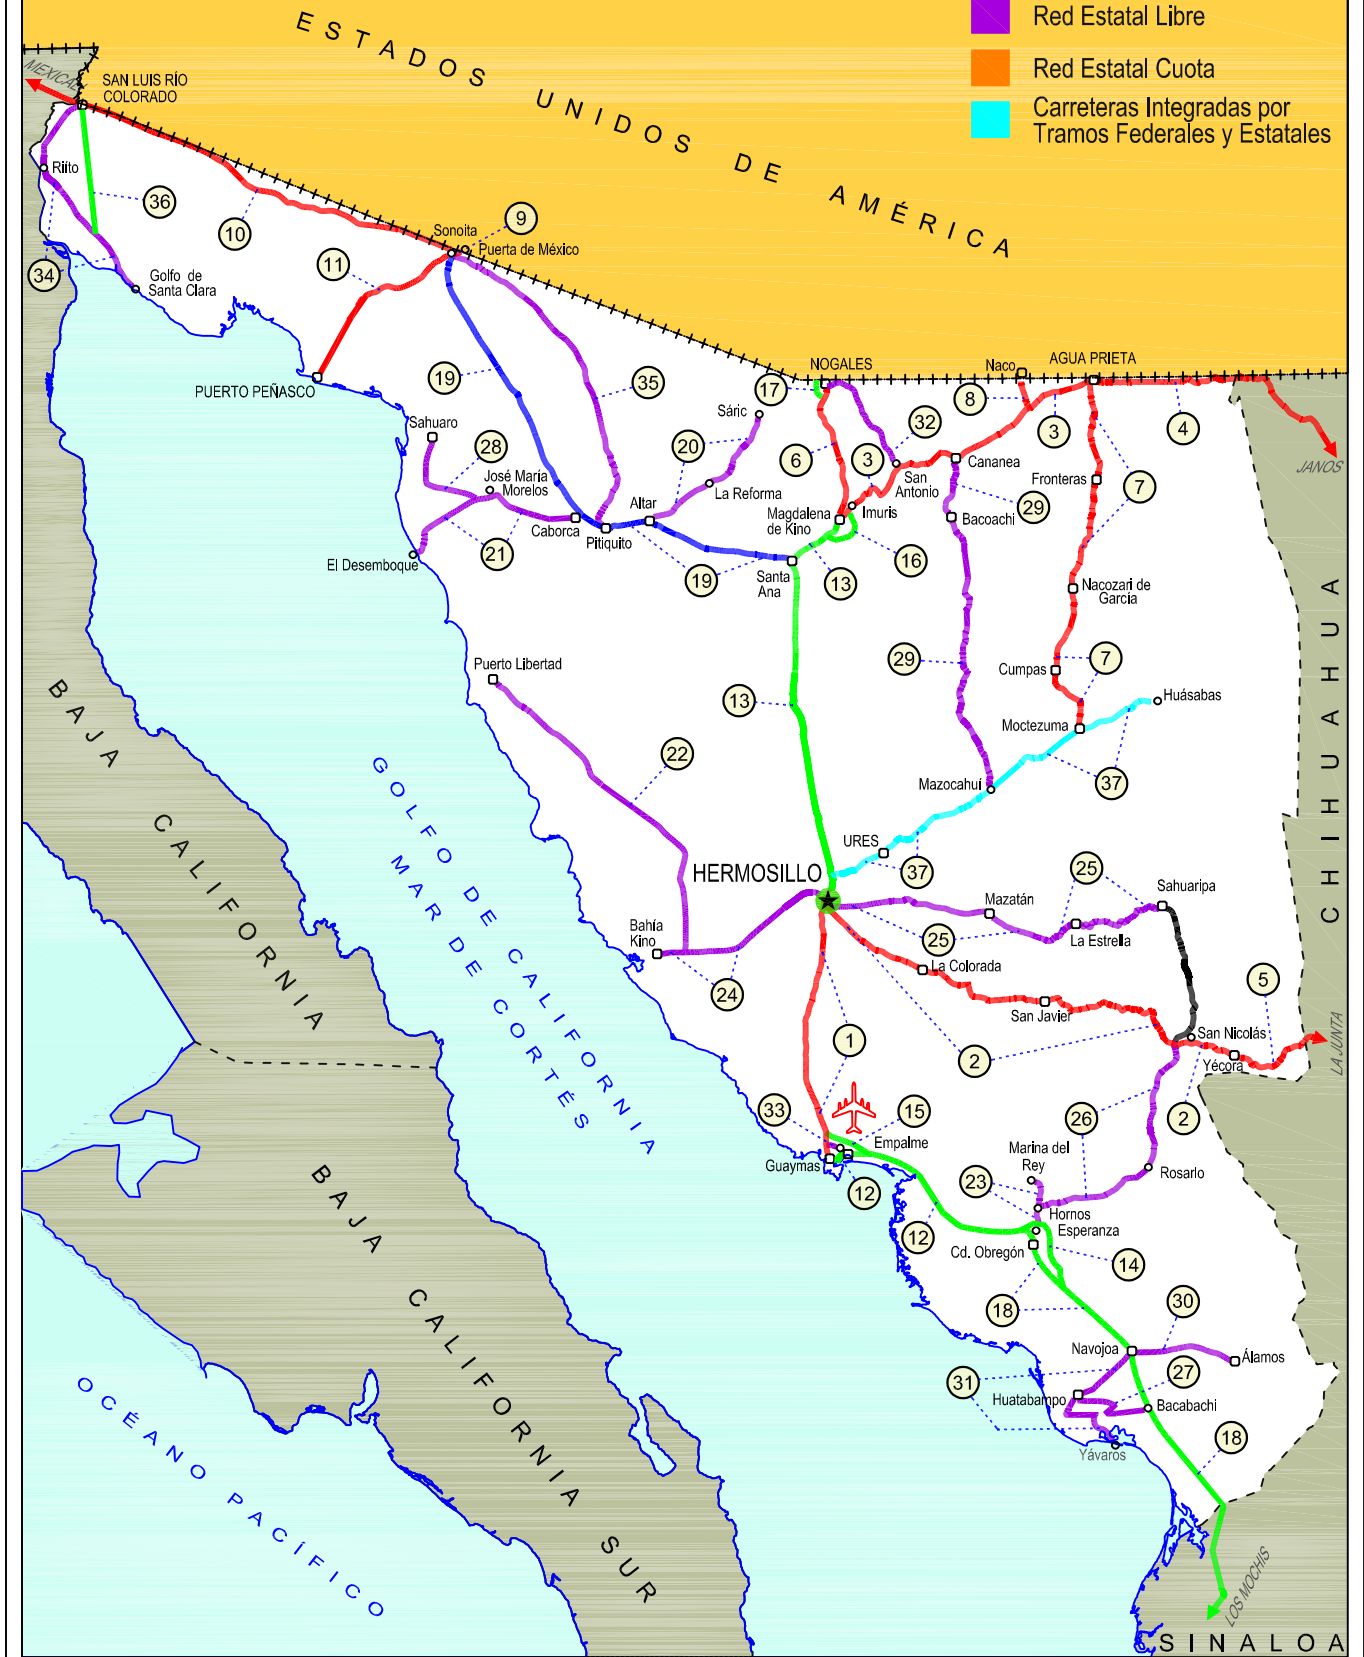 Red Estatal Libre
Red Estatal Cuota
Carreteras Integradas por
Tramos Federales y Estatales
ESTADOS UNIDOS DE AMÉRICA
MEXICALI
SAN LUIS RÍO
COLORADO
Riito
36
10
34
Golfo de
Santa Clara
9
Sonoita
Puerta de México
11
PUERTO PEÑASCO
19
35
17
NOGALES
Naco
AGUA PRIETA
8
3
4
JANOS
Sáric
Sahuaro
28
20
6
3
32
Cananea
San
Antonio
Fronteras
7
José María
Morelos
La Reforma
29
Altar
Magdalena
de Kino
Imuris
Bacoachi
Caborca
Pitiquito
21
El Desemboque
19
Santa
Ana
13
16
Nacozari de
García
CHIHUAHUA
Puerto Libertad
29
Cumpas
7
13
Huásabas
Moctezuma
22
Mazocahuí
37
URES
37
HERMOSILLO
25
Sahuaripa
Mazatán
La Estrella
Bahía
Kino
25
24
La Colorada
5
San Javier
San Nicolás
Yécora
LA JUNTA
1
2
2
33
15
26
Empalme
Marina del
Rey
Guaymas
12
23
Rosario
Hornos
Esperanza
12
Cd. Obregón
14
18
30
Navojoa
Álamos
31
27
Huatabampo
Bacabachi
Yávaros
18
LOS MOCHIS
SINALOA
BAJA CALIFORNIA
GOLFO DE CALIFORNIA
MAR DE CORTÉS
BAJA CALIFORNIA SUR
OCÉANO PACÍFICO